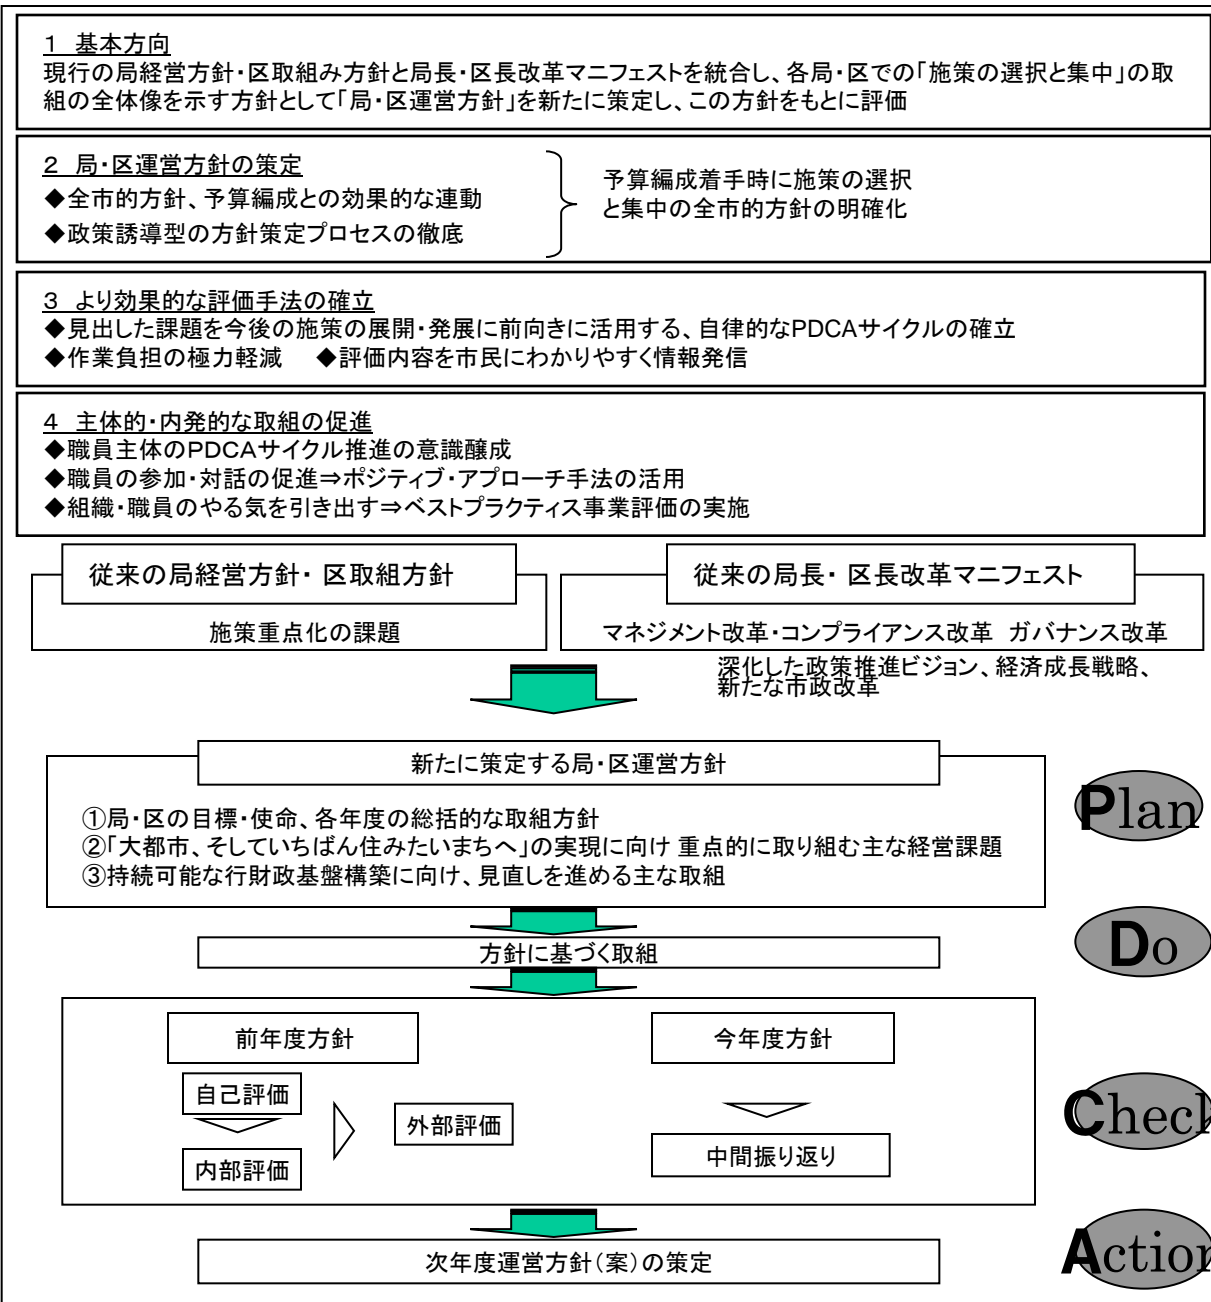 １ 基本方向
現行の局経営方針・区取組み方針と局長・区長改革マニフェストを統合し、各局・区での「施策の選択と集中」の取
組の全体像を示す方針として「局・区運営方針」を新たに策定し、この方針をもとに評価
２ 局・区運営方針の策定
◆全市的方針、予算編成との効果的な連動
◆政策誘導型の方針策定プロセスの徹底
予算編成着手時に施策の選択
と集中の全市的方針の明確化
３ より効果的な評価手法の確立
◆見出した課題を今後の施策の展開・発展に前向きに活用する、自律的なPDCAサイクルの確立
◆作業負担の極力軽減　◆評価内容を市民にわかりやすく情報発信
４ 主体的・内発的な取組の促進
◆職員主体のPDCAサイクル推進の意識醸成
◆職員の参加・対話の促進⇒ポジティブ・アプローチ手法の活用
◆組織・職員のやる気を引き出す⇒ベストプラクティス事業評価の実施
従来の局経営方針・ 区取組方針
施策重点化の課題
従来の局長・ 区長改革マニフェスト
マネジメント改革・コンプライアンス改革　ガバナンス改革
深化した政策推進ビジョン、経済成長戦略、
新たな市政改革
新たに策定する局・区運営方針
①局・区の目標・使命、各年度の総括的な取組方針
②「大都市、そしていちばん住みたいまちへ」の実現に向け 重点的に取り組む主な経営課題
③持続可能な行財政基盤構築に向け、見直しを進める主な取組
Plan
方針に基づく取組
Do
前年度方針
自己評価
内部評価
外部評価
今年度方針
中間振り返り
Check
次年度運営方針（案）の策定
Action